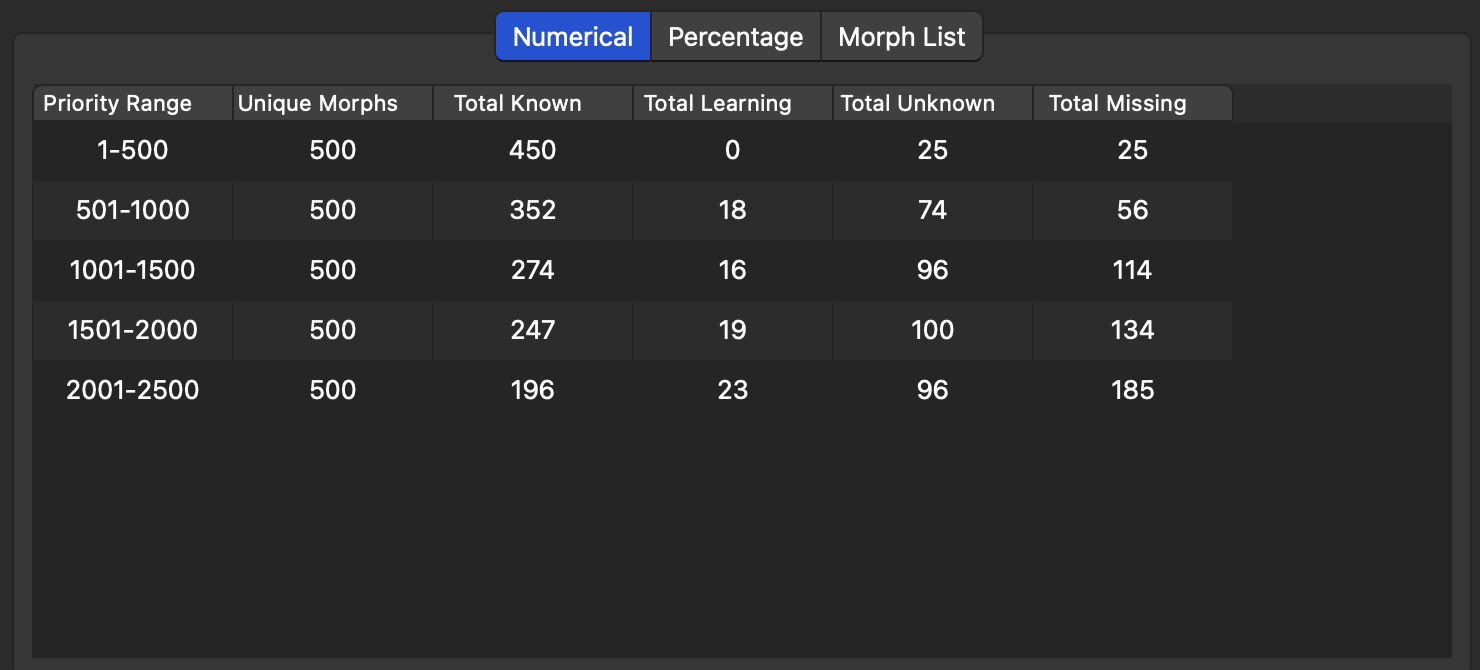 Numerical Percentage Morph List
Priority Range Unique Morphs Total Known Total Learning Total Unknown Total Missing
1-500 500 450 0 25 25
501-1000 500 352 18 74 56
1001-1500 500 274 16 96 114
1501-2000 500 247 19 100 134
2001-2500 500 196 23 96 185